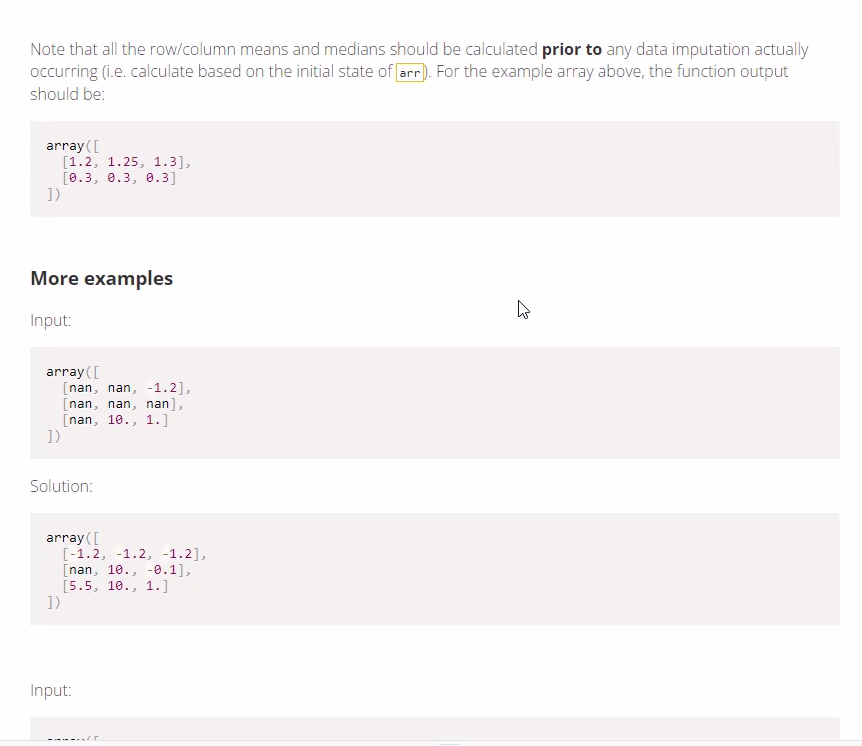 Note that all the row/column means and medians should be calculated prior to any data imputation actually
occurring (i.e. calculate based on the initial state of arr). For the example array above, the function output
should be:
array([
[1.2, 1.25, 1.3],
[0.3, 0.3, 0.3]
])
More examples
Input:
array([
[nan, nan, -1.2],
[nan, nan, nan],
[nan, 10., 1.]
])
Solution:
array([
[-1.2, -1.2, -1.2],
[nan, 10., -0.1],
[5.5, 10., 1.]
])
Input: